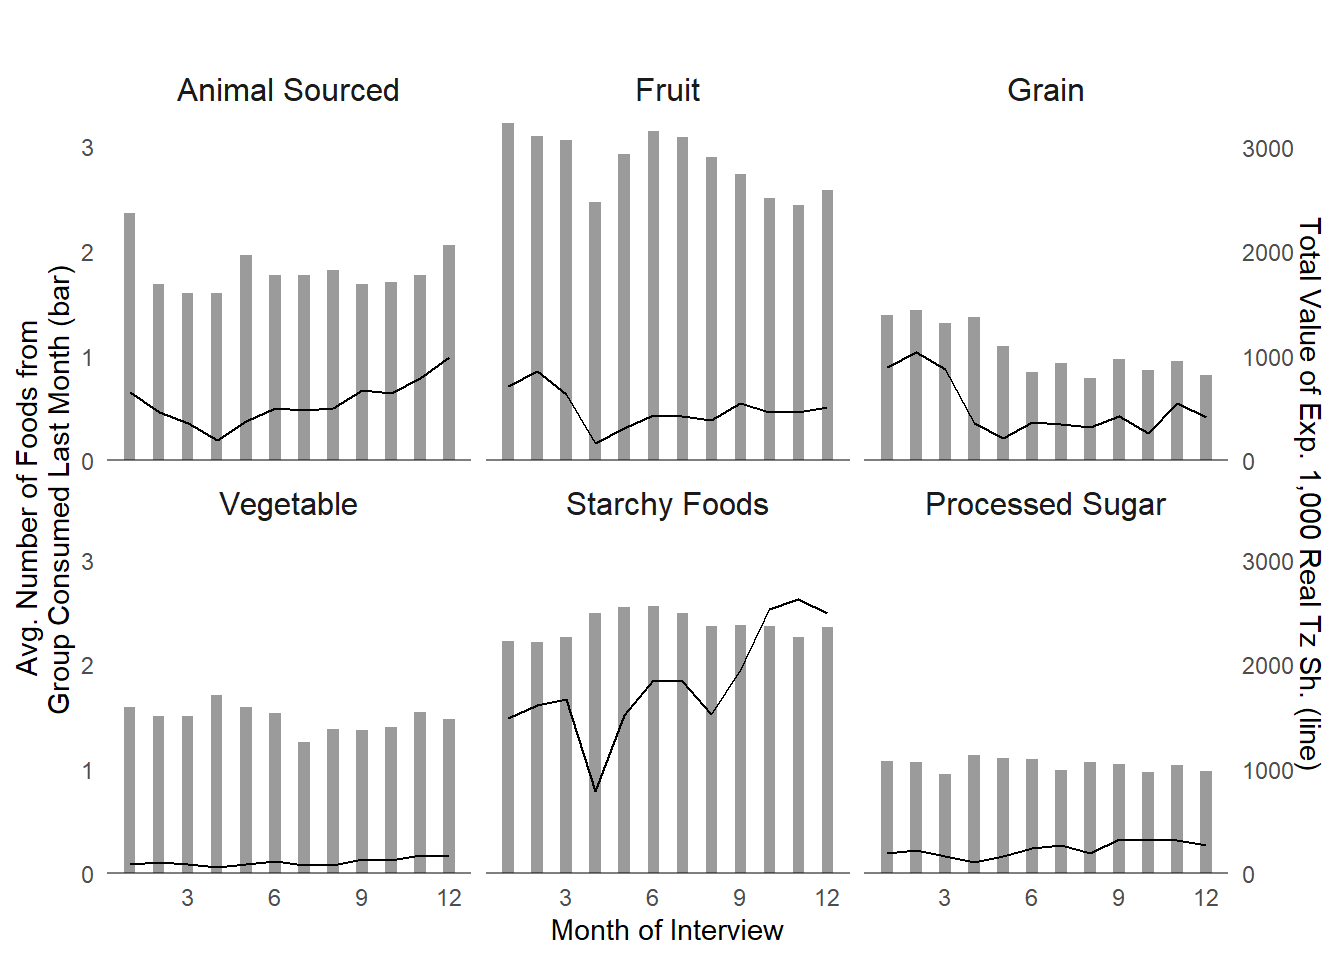 Animal Sourced
Fruit
Grain
3
2
1
0
3000
2000
1000
0
Vegetable
Starchy Foods
Processed Sugar
3
2
1
0
3000
2000
1000
0
3 6 9 12
3 6 9 12
3 6 9 12
Month of Interview
Avg. Number of Foods from
Group Consumed Last Month (bar)
Total Value of Exp. 1,000 Real Tz Sh. (line)